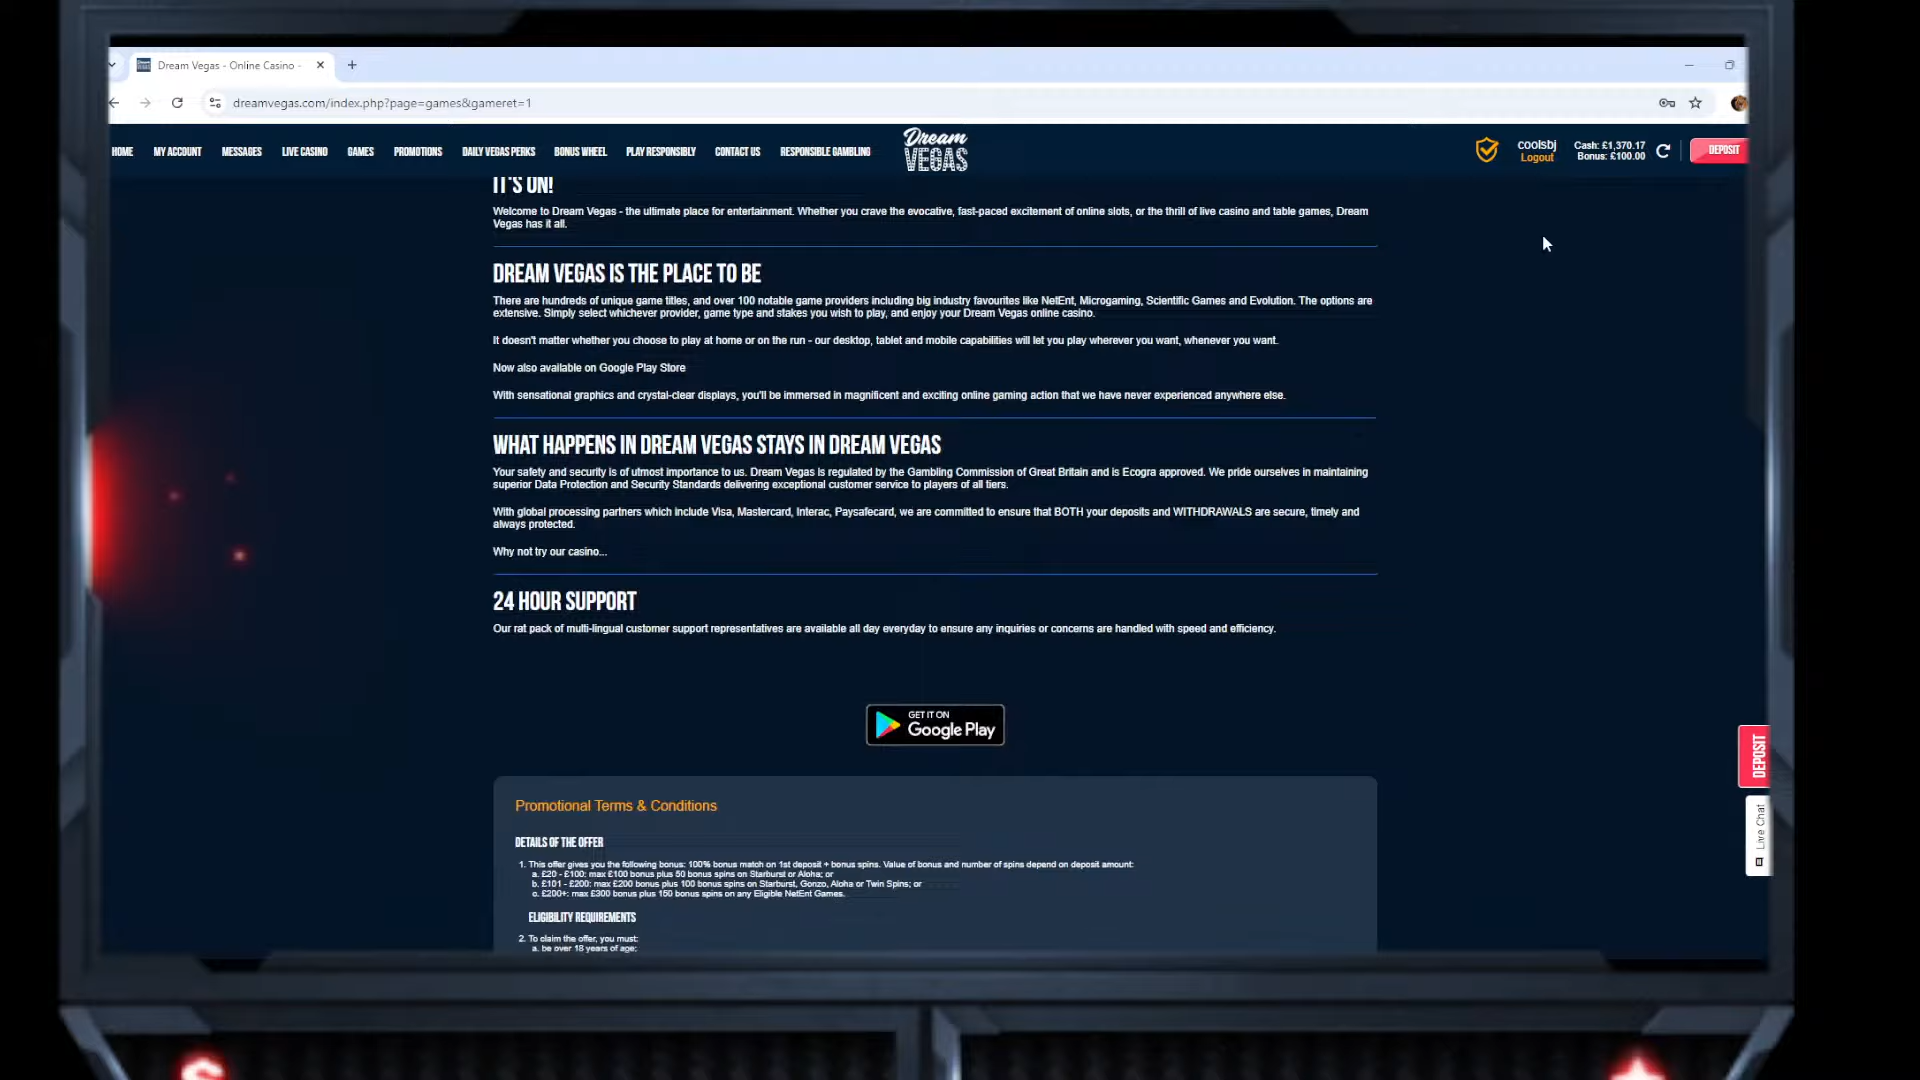 Dream Vegas - Online Casino -
dreamvegas.com/index.php?page=games&gameret=1
HOME MY ACCOUNT MESSAGES LIVE CASINO GAMES PROMOTIONS DAILY VEGAS PERKS BONUS WHEEL PLAY RESPONSIBLY CONTACT US RESPONSIBLE GAMBLING
Dream
VEGAS
coolsbj
Logout
Cash: £1,370.17
Bonus: £100.00
DEPOSIT
IT'S ON!
Welcome to Dream Vegas - the ultimate place for entertainment. Whether you crave the evocative, fast-paced excitement of online slots, or the thrill of live casino and table games, Dream
Vegas has it all.
DREAM VEGAS IS THE PLACE TO BE
There are hundreds of unique game titles, and over 100 notable game providers including big industry favourites like NetEnt, Microgaming, Scientific Games and Evolution. The options are
extensive. Simply select whichever provider, game type and stakes you wish to play, and enjoy your Dream Vegas online casino.
It doesn't matter whether you choose to play at home or on the run - our desktop, tablet and mobile capabilities will let you play wherever you want, whenever you want.
Now also available on Google Play Store
With sensational graphics and crystal-clear displays, you'll be immersed in magnificent and exciting online gaming action that we have never experienced anywhere else.
WHAT HAPPENS IN DREAM VEGAS STAYS IN DREAM VEGAS
Your safety and security is of utmost importance to us. Dream Vegas is regulated by the Gambling Commission of Great Britain and is Ecogra approved. We pride ourselves in maintaining
superior Data Protection and Security Standards delivering exceptional customer service to players of all tiers.
With global processing partners which include Visa, Mastercard, Interac, Paysafecard, we are committed to ensure that BOTH your deposits and WITHDRAWALS are secure, timely and
always protected.
Why not try our casino...
24 HOUR SUPPORT
Our rat pack of multi-lingual customer support representatives are available all day everyday to ensure any inquiries or concerns are handled with speed and efficiency.
GET IT ON
Google Play
DEPOSIT
Live Chat
Promotional Terms & Conditions
DETAILS OF THE OFFER
1. This offer gives you the following bonus: 100% bonus match on 1st deposit + bonus spins. Value of bonus and number of spins depend on deposit amount:
a. £20 - £100: max £100 bonus plus 50 bonus spins on Starburst or Aloha; or
b. £101 - £200: max £200 bonus plus 100 bonus spins on Starburst, Gonzo, Aloha or Twin Spins; or
c. £200+: max £300 bonus plus 150 bonus spins on any Eligible NetEnt Games.
ELIGIBILITY REQUIREMENTS
2. To claim the offer, you must:
a. be over 18 years of age;